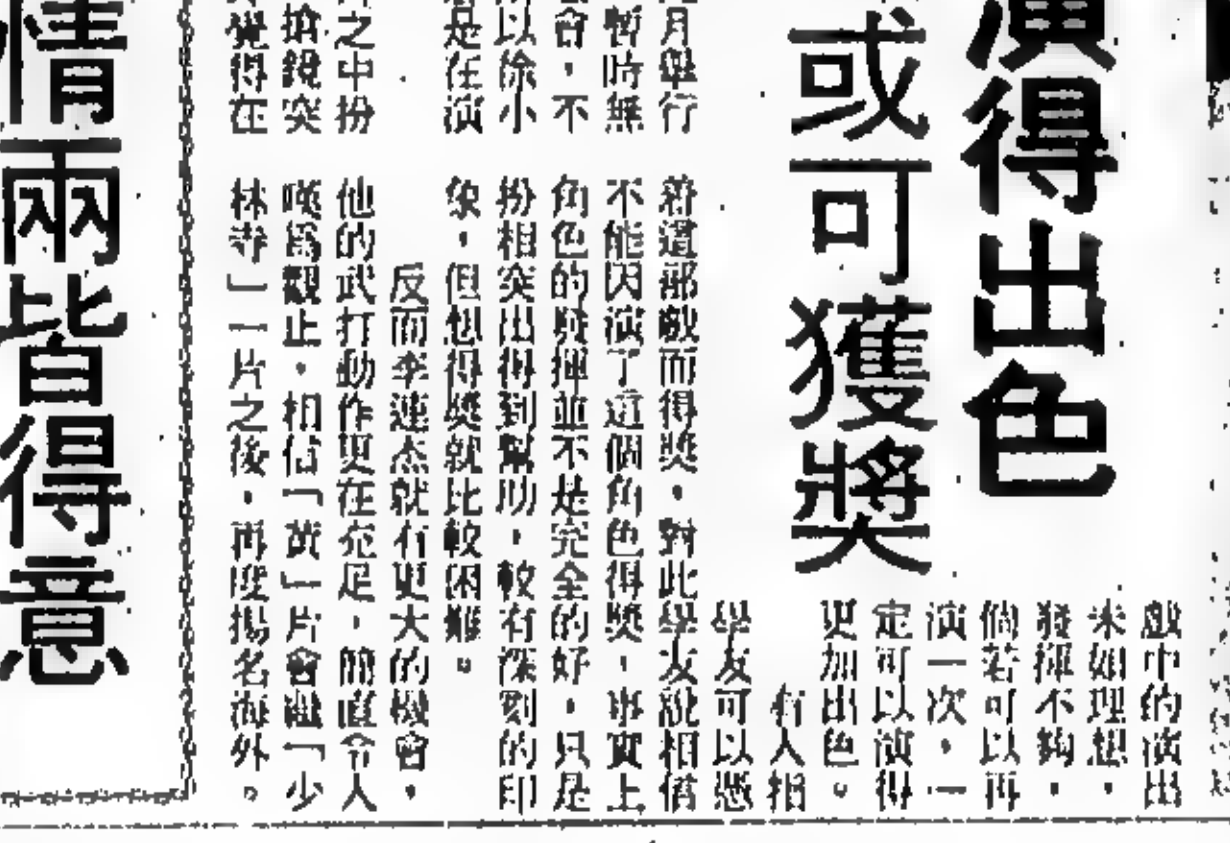 演得出色
或可獲獎
戲中的演出
未如理想，
發揮不夠，
倘若可以再
演一次，一
定可以演得
更加出色。
有人相
學友可以憑
着這部戲而得獎，對此學友說相信
不能因演了這個角色得獎，事實上
角色的發揮並不是完全的好，只是
扮相突出得到幫助，較有深刻的印
象，但想得獎就比較困難。
反而李連杰就有更大的機會，
他的武打動作更在充足，簡直令人
嘆爲觀止，相信「黃」片會繼「少
林寺」一片之後，再度揚名海外。
月舉行
暫時無
會，不
以徐小
是在演
之中扮
搶鏡突
覺得在
情兩皆得意